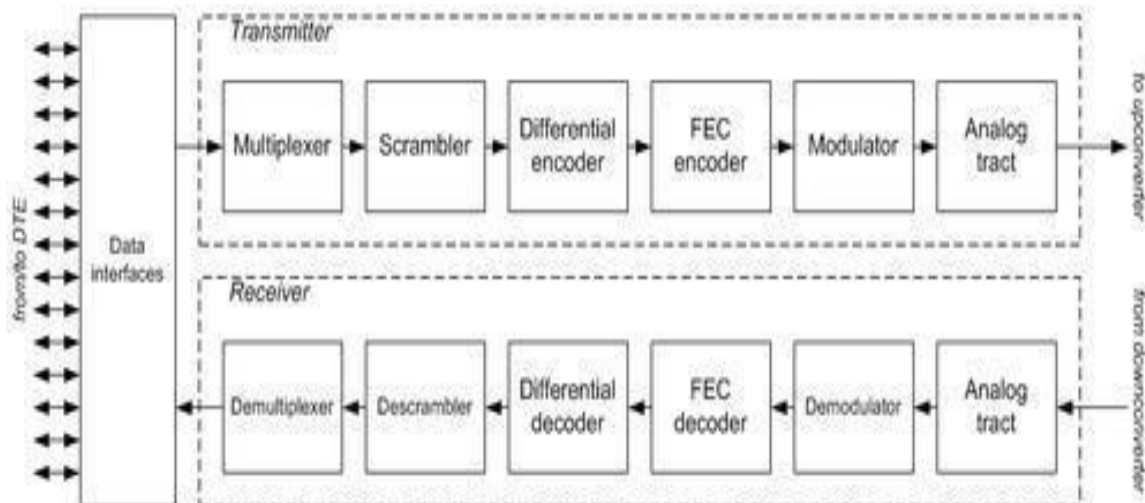 Transmitter
Multiplexer
Scrambler
Differential
encoder
FEC
encoder
Modulator
Analog
tract
to upconverter
from/to DTE
Data
interfaces
Receiver
Demultiplexer
Descrambler
Differential
decoder
FEC
decoder
Demodulator
Analog
tract
from downconverter